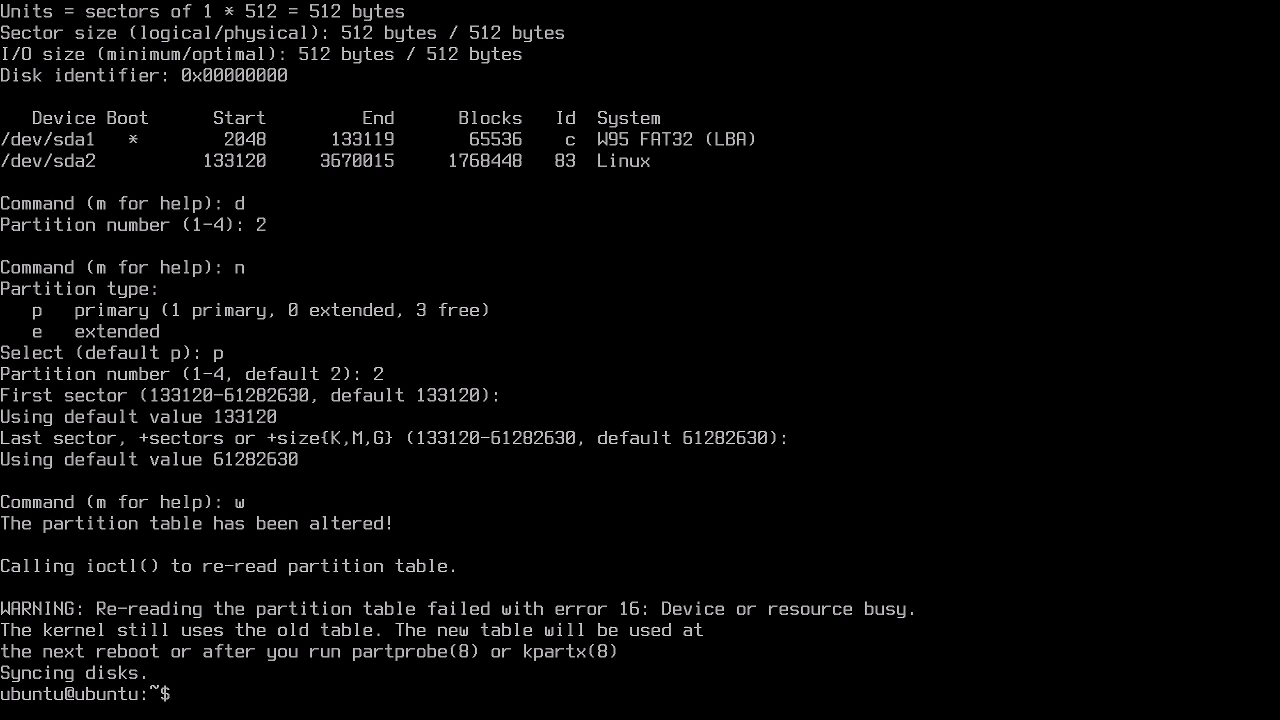 Units = sectors of 1 * 512 = 512 bytes
Sector size (logical/physical): 512 bytes / 512 bytes
I/O size (minimum/optimal): 512 bytes / 512 bytes
Disk identifier: 0x00000000
   Device Boot      Start         End      Blocks   Id  System
/dev/sda1   *        2048      133119       65536    c  W95 FAT32 (LBA)
/dev/sda2          133120     3670015     1768448   83  Linux
Command (m for help): d
Partition number (1-4): 2
Command (m for help): n
Partition type:
   p   primary (1 primary, 0 extended, 3 free)
   e   extended
Select (default p): p
Partition number (1-4, default 2): 2
First sector (133120-61282630, default 133120):
Using default value 133120
Last sector, +sectors or +size{K,M,G} (133120-61282630, default 61282630):
Using default value 61282630
Command (m for help): w
The partition table has been altered!
Calling ioctl() to re-read partition table.
WARNING: Re-reading the partition table failed with error 16: Device or resource busy.
The kernel still uses the old table. The new table will be used at
the next reboot or after you run partprobe(8) or kpartx(8)
Syncing disks.
ubuntu@ubuntu:~$